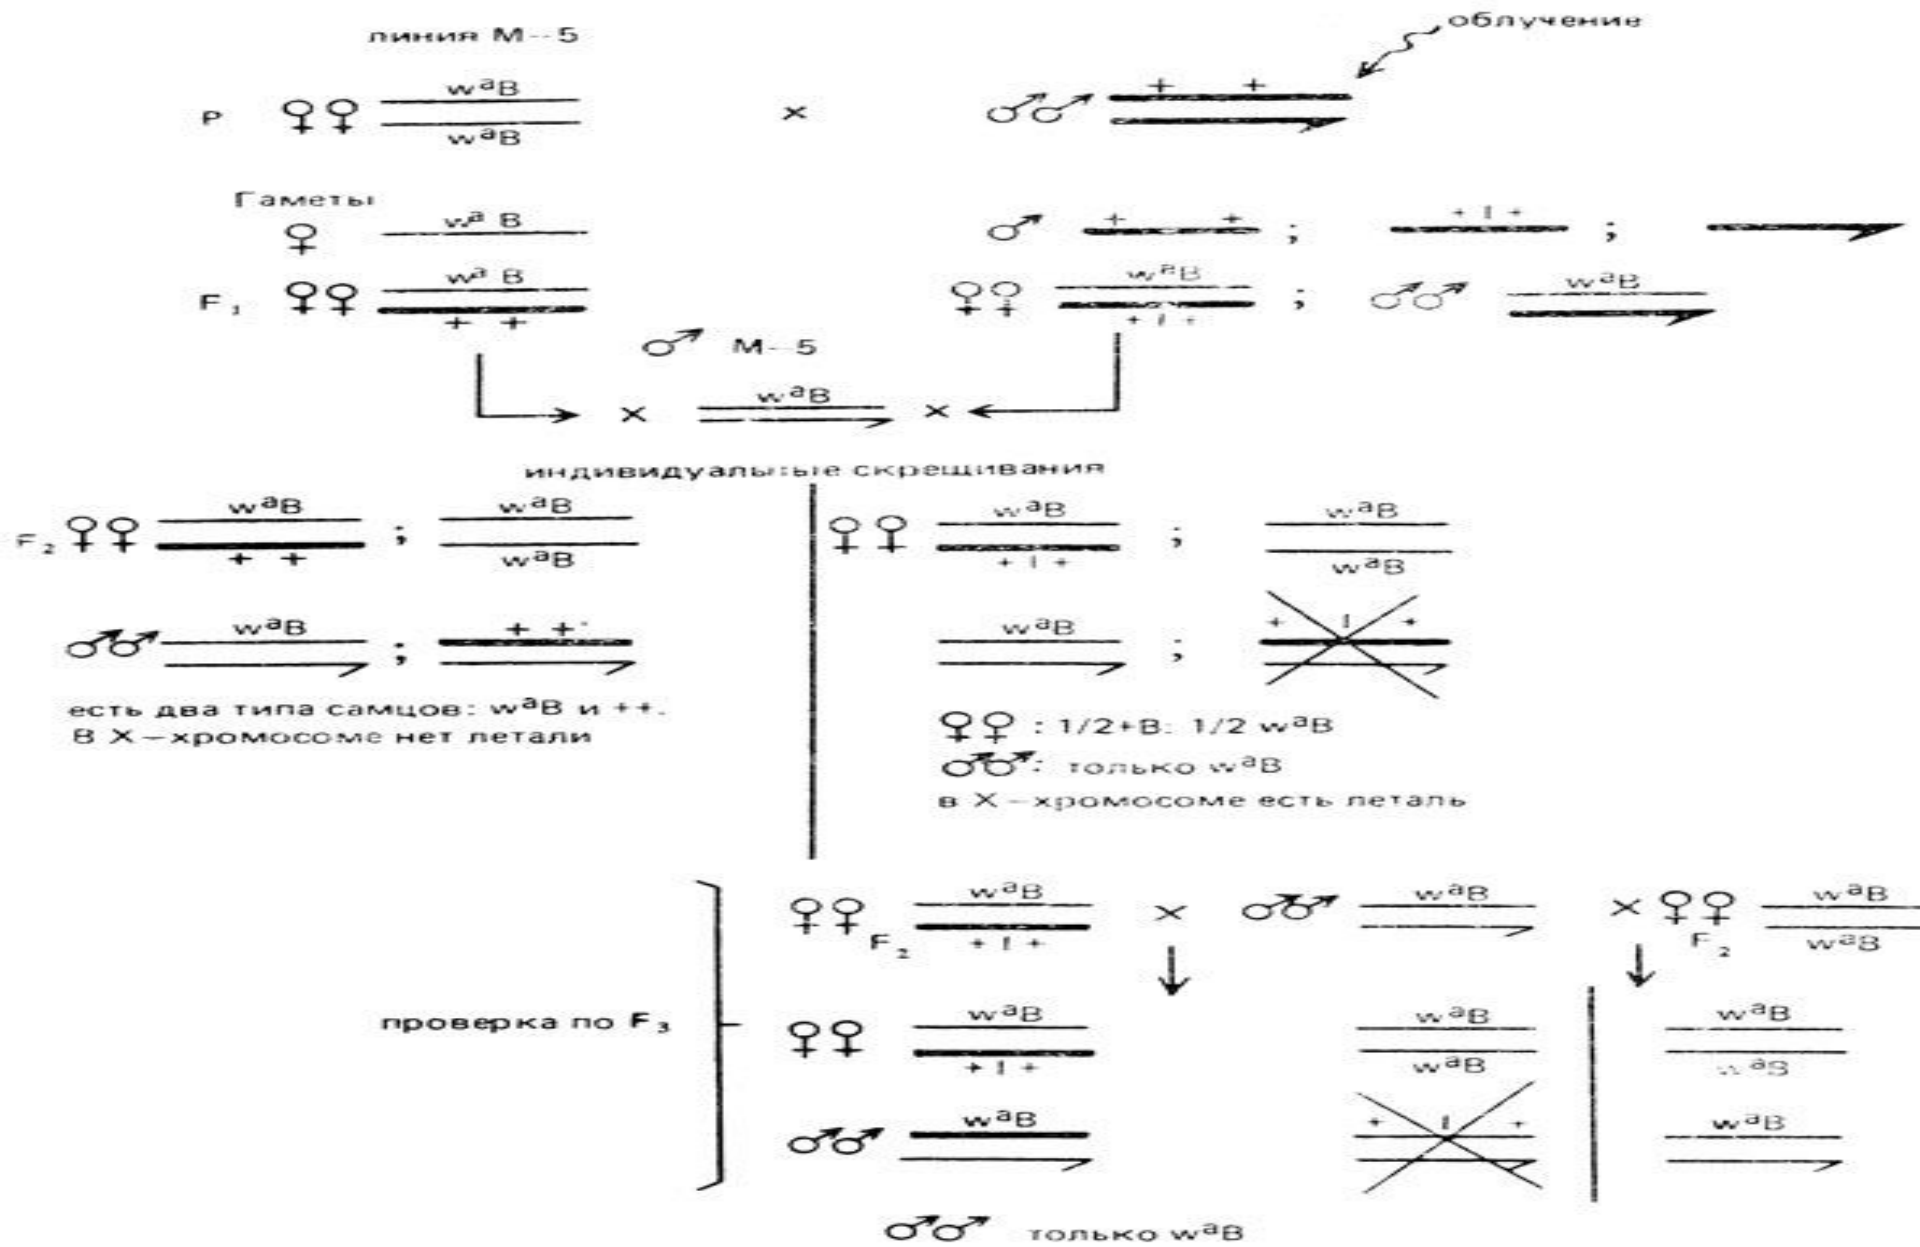 линия М-5
облучение
P ♀♀ wᵃB × ♂♂ + +
wᵃB
Гаметы
♀ wᵃ B ♂ + + ; + l + ;
F₁ ♀♀ wᵃ B ♀♀ wᵃB ; ♂♂ wᵃB
+ + + l +
♂ М-5
× wᵃB ×
индивидуальные скрещивания
F₂ ♀♀ wᵃB ; wᵃB ♀♀ wᵃB ; wᵃB
+ + wᵃB + l + wᵃB
♂♂ wᵃB ; + + wᵃB ; + l +
есть два типа самцов: wᵃB и ++.
В Х-хромосоме нет летали
♀♀ : 1/2+B: 1/2 wᵃB
♂♂: только wᵃB
в Х-хромосоме есть леталь
♀♀ F₂ wᵃB × ♂♂ wᵃB × ♀♀ F₂ wᵃB
+ l + wᵃB
проверка по F₃
♀♀ wᵃB wᵃB wᵃB
+ l + wᵃB wᵃB
♂♂ wᵃB + l + wᵃB
♂♂ только wᵃB